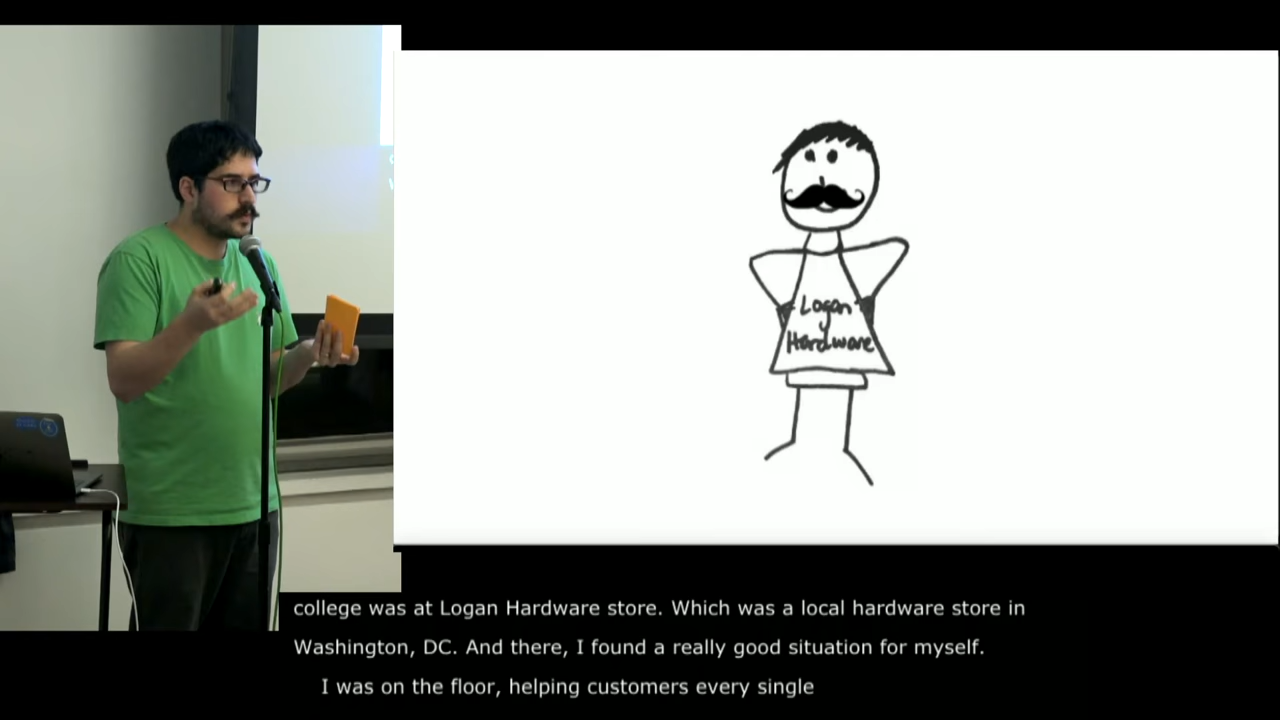 Logan
Hardware
college was at Logan Hardware store. Which was a local hardware store in
Washington, DC. And there, I found a really good situation for myself.
I was on the floor, helping customers every single